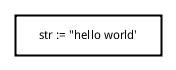 str := "hello world'